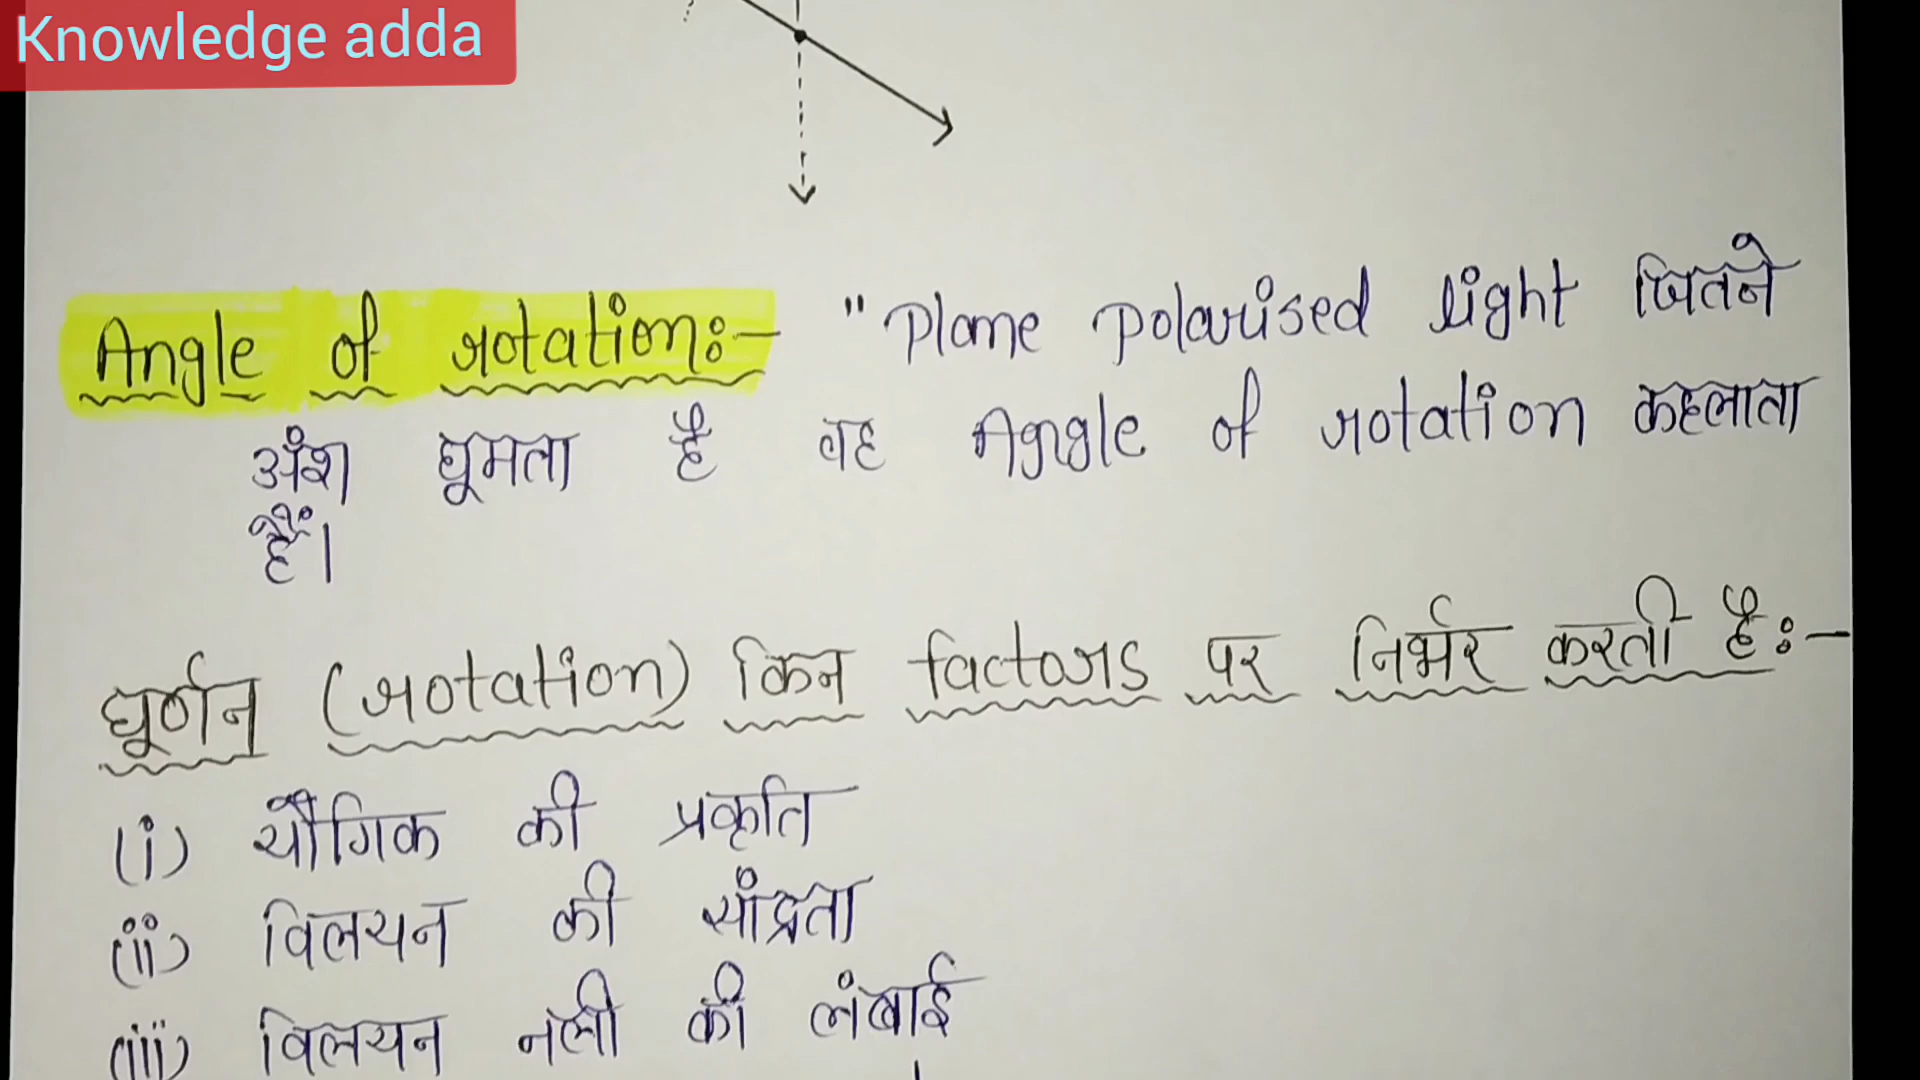 Knowledge adda
Angle of rotation:- "Plane polarised light जितने
अंश घूमता है वह Angle of rotation कहलाता
हैं।
घूर्णन (rotation) किन factors पर निर्भर करती है:-
(i) यौगिक की प्रकृति
(ii) विलयन की सांद्रता
(iii) विलयन नली की लंबाई